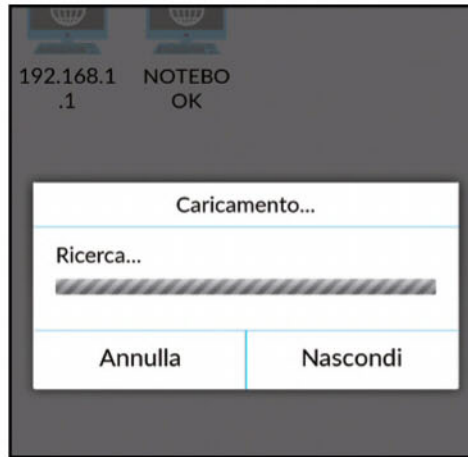 192.168.1 NOTEBO
.1 OK
Caricamento...
Ricerca...
Annulla Nascondi